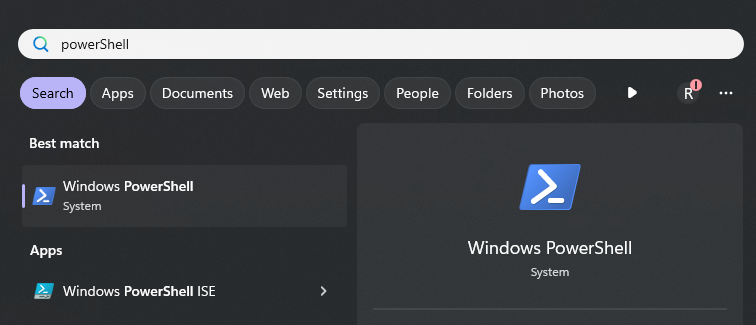 powerShell
Search Apps Documents Web Settings People Folders Photos R !
Best match
Windows PowerShell
System
Apps
Windows PowerShell ISE
Windows PowerShell
System